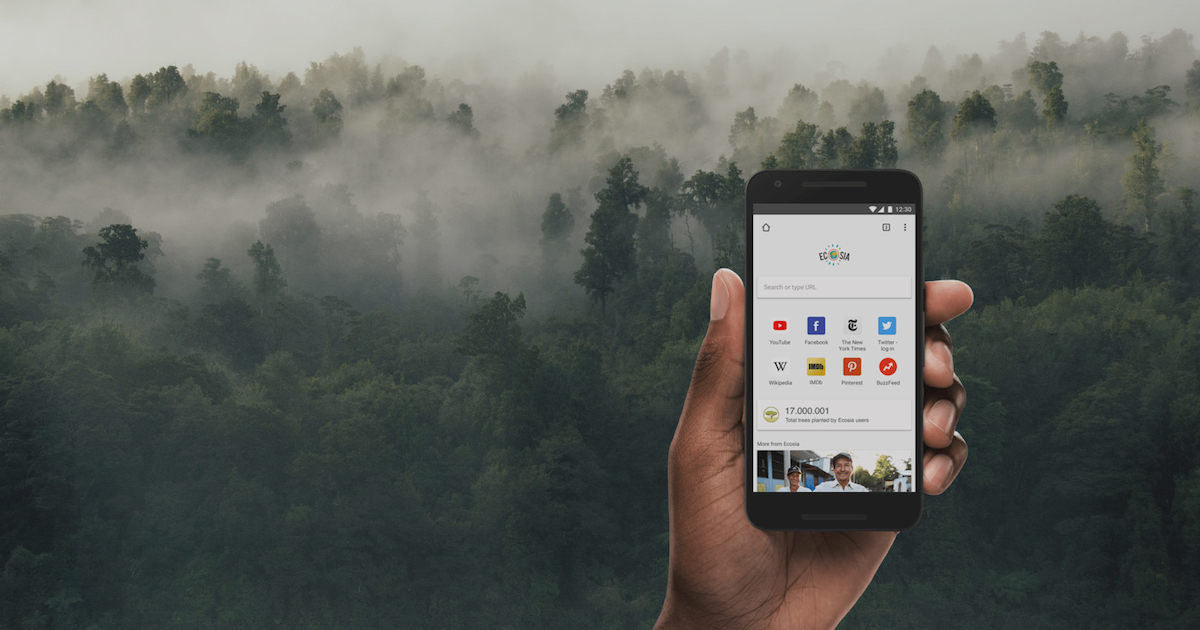 12:30
ECOSIA
Search or type URL
YouTube
Facebook
The New
York Times
Twitter -
log-in
W
IMDb
Wikipedia
IMDb
Pinterest
BuzzFeed
17.000.001
Total trees planted by Ecosia users
More from Ecosia